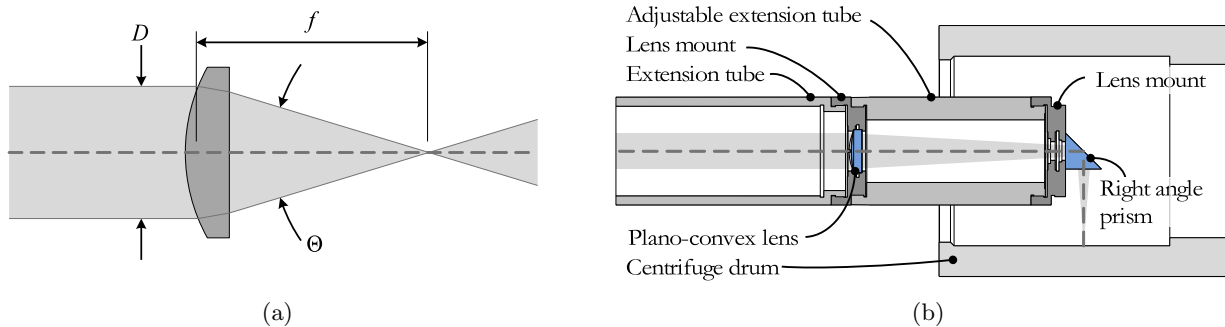 D
f
Θ
(a)
Adjustable extension tube
Lens mount
Extension tube
Lens mount
Right angle
prism
Plano-convex lens
Centrifuge drum
(b)